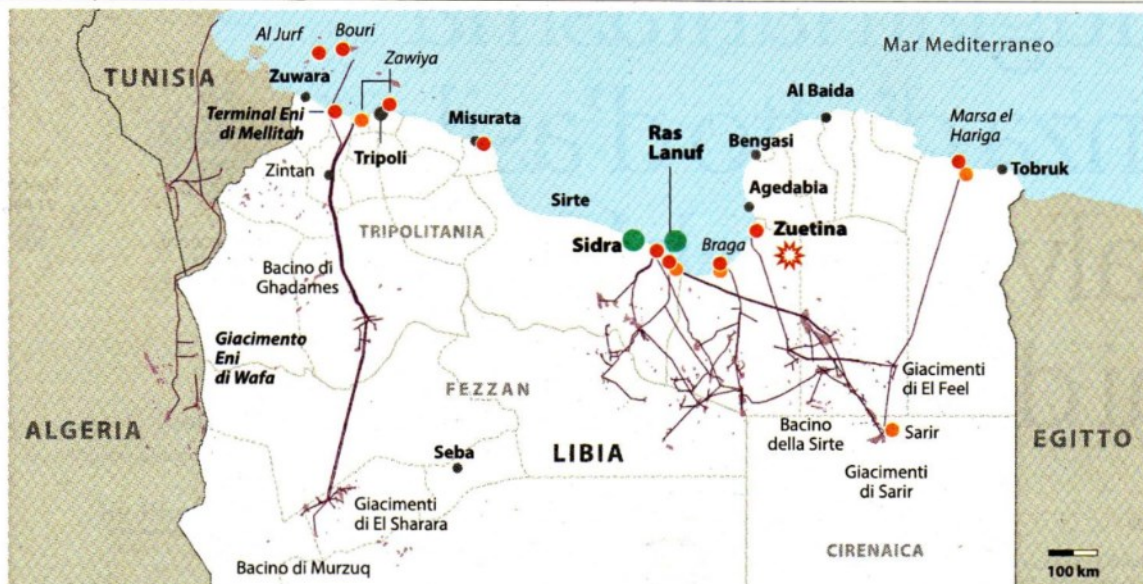 Al Jurf
Bouri
Mar Mediterraneo
TUNISIA
Zawiya
Zuwara
Al Baida
Terminal Eni
di Mellitah
Misurata
Ras
Lanuf
Marsa el
Hariga
Bengasi
Tripoli
Tobruk
Zintan
Agedabia
Sirte
TRIPOLITANIA
Sidra
Braga
Zuetina
Bacino di
Ghadames
Giacimento
Eni
di Wafa
Giacimenti
di El Feel
FEZZAN
ALGERIA
Bacino
della Sirte
Sarir
EGITTO
Seba
LIBIA
Giacimenti
di Sarir
Giacimenti
di El Sharara
CIRENAICA
Bacino di Murzuq
100 km